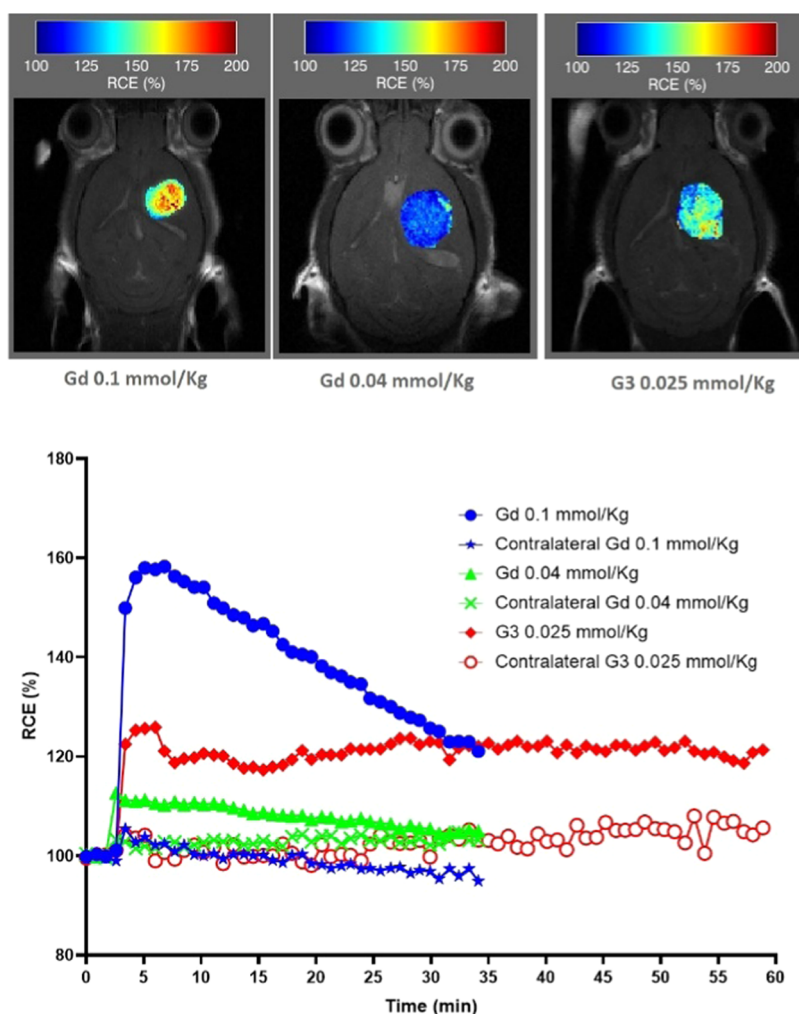 100 125 150 175 200
RCE (%)
100 125 150 175 200
RCE (%)
100 125 150 175 200
RCE (%)
Gd 0.1 mmol/Kg
Gd 0.04 mmol/Kg
G3 0.025 mmol/Kg
180
160
140
120
100
80
RCE (%)
Gd 0.1 mmol/Kg
Contralateral Gd 0.1 mmol/Kg
Gd 0.04 mmol/Kg
Contralateral Gd 0.04 mmol/Kg
G3 0.025 mmol/Kg
Contralateral G3 0.025 mmol/Kg
0 5 10 15 20 25 30 35 40 45 50 55 60
Time (min)